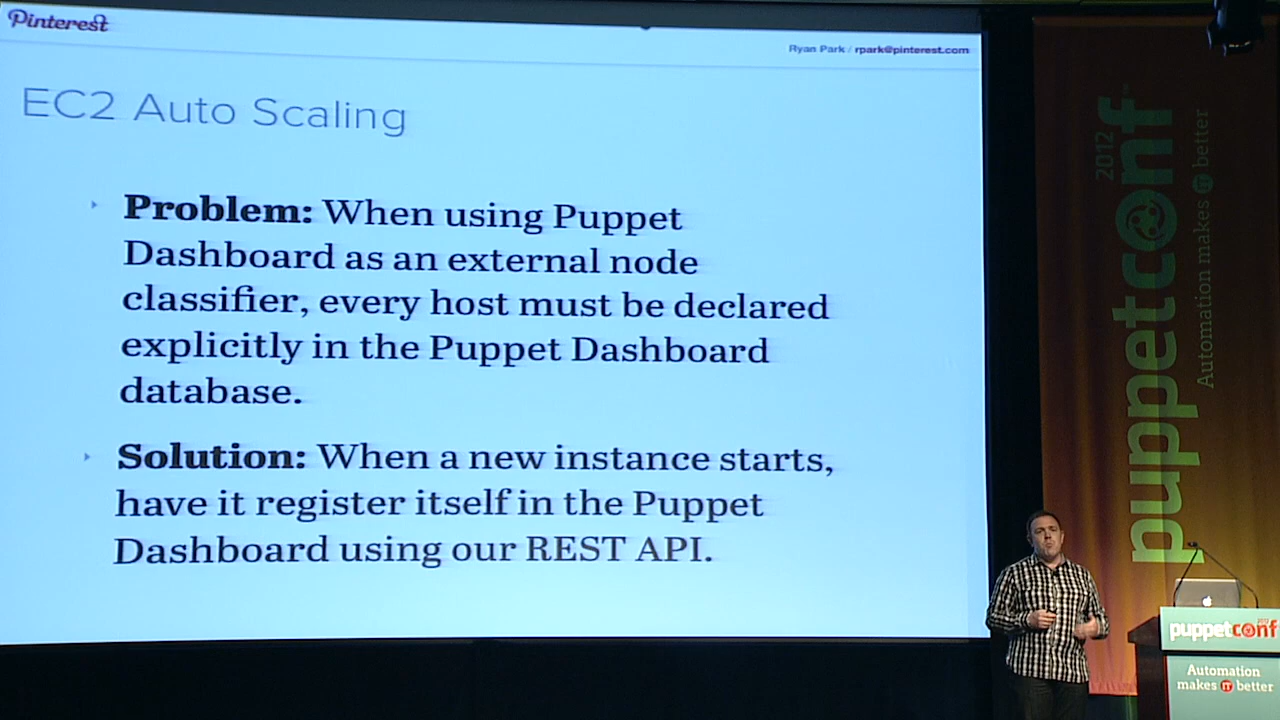 Pinterest
Ryan Park / rpark@pinterest.com
EC2 Auto Scaling
Problem: When using Puppet
Dashboard as an external node
classifier, every host must be declared
explicitly in the Puppet Dashboard
database.
Solution: When a new instance starts,
have it register itself in the Puppet
Dashboard using our REST API.
puppetconf
2012
Automation makes IT better
puppetconf
2012
Automation
makes IT better